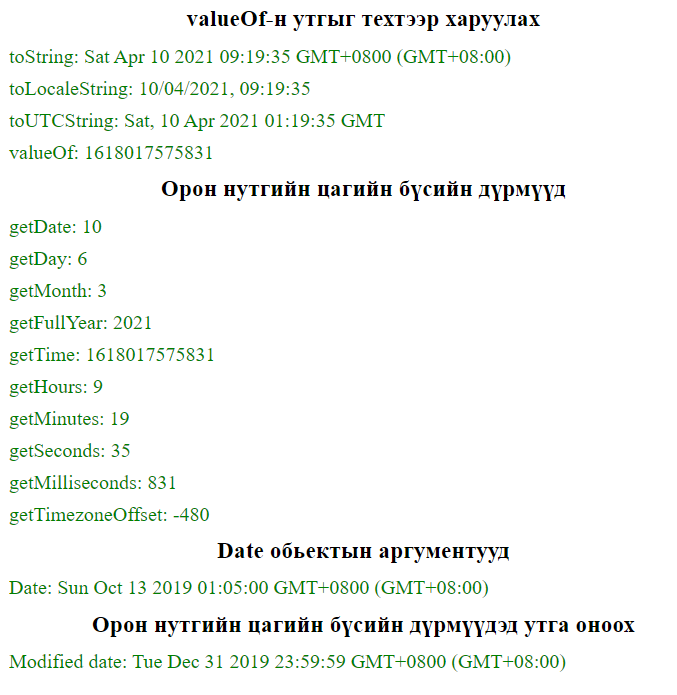 valueOf-н утгыг техтээр харуулах
toString: Sat Apr 10 2021 09:19:35 GMT+0800 (GMT+08:00)
toLocaleString: 10/04/2021, 09:19:35
toUTCString: Sat, 10 Apr 2021 01:19:35 GMT
valueOf: 1618017575831
Орон нутгийн цагийн бүсийн дүрмүүд
getDate: 10
getDay: 6
getMonth: 3
getFullYear: 2021
getTime: 1618017575831
getHours: 9
getMinutes: 19
getSeconds: 35
getMilliseconds: 831
getTimezoneOffset: -480
Date обьектын аргументууд
Date: Sun Oct 13 2019 01:05:00 GMT+0800 (GMT+08:00)
Орон нутгийн цагийн бүсийн дүрмүүдэд утга оноох
Modified date: Tue Dec 31 2019 23:59:59 GMT+0800 (GMT+08:00)